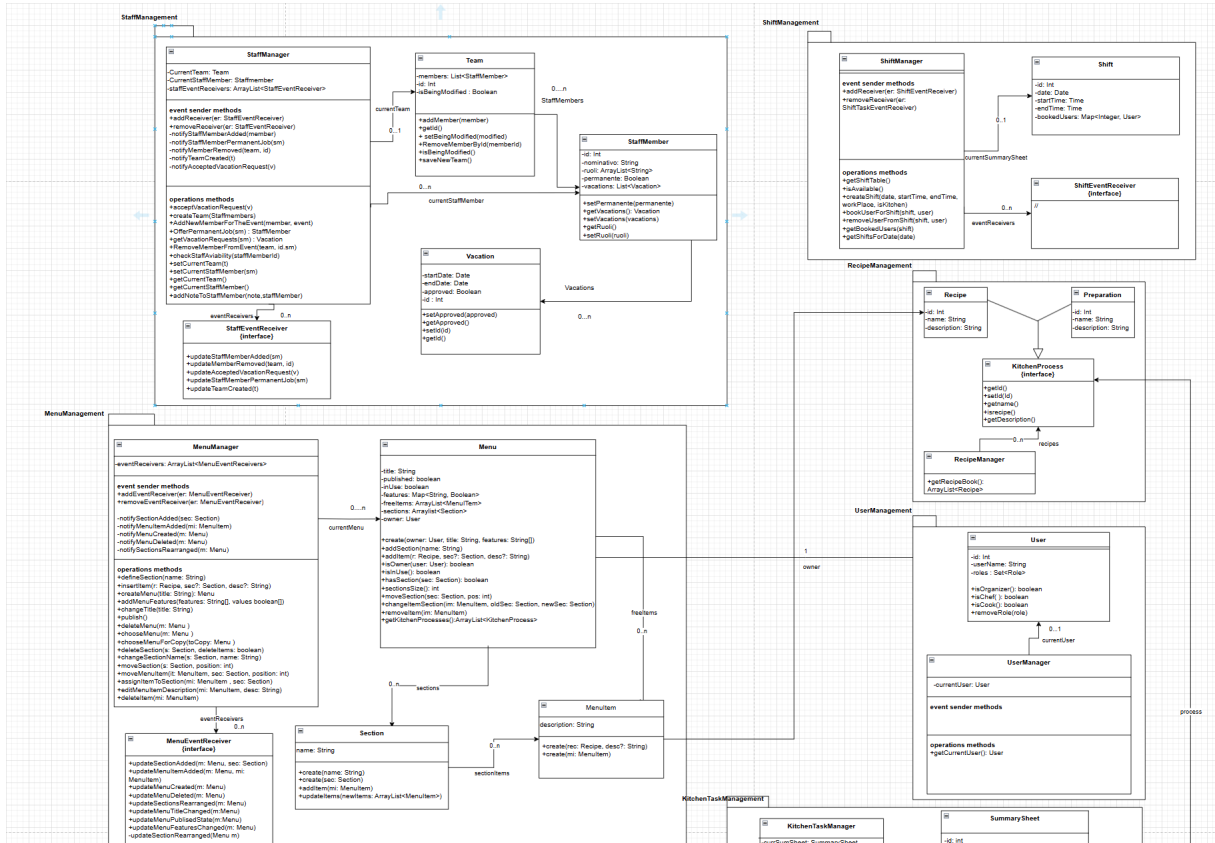 StaffManagement
StaffManager
-CurrentTeam: Team
-CurrentStaffMember: Staffmember
-staffEventReceivers: ArrayList<StaffEventReceiver>
event sender methods
+addReceiver(er: StaffEventReceiver)
+removeReceiver(er: StaffEventReceiver)
-notifyStaffMemberAdded(member)
-notifyStaffMemberPermanentJob(sm)
-notifyMemberRemoved(team, id)
-notifyTeamCreated(t)
-notifyAcceptedVacationRequest(v)
operations methods
+acceptVacationRequest(v)
+createTeam(Staffmembers)
+AddNewMemberForTheEvent(member, event)
+OfferPermanentJob(sm) : StaffMember
+getVacationRequests(sm) : Vacation
+RemoveMemberFromEvent(team, id.sm)
+checkStaffAviability(staffMemberId)
+setCurrentTeam(t)
+setCurrentStaffMember(sm)
+getCurrentTeam()
+getCurrentStaffMember()
+addNoteToStaffMember(note,staffMember)
currentTeam
0...1
Team
-members: List<StaffMember>
-id: Int
-isBeingModified : Boolean
+addMember(member)
+getId()
+ setBeingModified(modified)
+RemoveMemberById(memberId)
+isBeingModified()
+saveNewTeam()
0....n
StaffMembers
StaffMember
-id: Int
-nominativo: String
-ruoli: ArrayList<String>
-permanente: Boolean
-vacations: List<Vacation>
+setPermanente(permanente)
+getVacations(): Vacation
+setVacations(vacations)
+getRuoli()
+setRuoli(ruoli)
0...n
currentStaffMember
Vacation
-startDate: Date
-endDate: Date
-approved: Boolean
-id : Int
+setApproved(approved)
+getApproved()
+setId(id)
+getId()
Vacations
0...n
eventReceivers
0...n
StaffEventReceiver
{interface}
+updateStaffMemberAdded(sm)
+updateMemberRemoved(team, id)
+updateAcceptedVacationRequest(v)
+updateStaffMemberPermanentJob(sm)
+updateTeamCreated(t)
ShiftManagement
ShiftManager
event sender methods
+addReceiver(er: ShiftEventReceiver)
+removeReceiver(er:
ShiftTaskEventReceiver)
operations methods
+getShiftTable()
+isAvailable()
+createShift(date, startTime, endTime,
workPlace, isKitchen)
+bookUserForShift(shift, user)
+removeUserFromShift(shift, user)
+getBookedUsers(shift)
+getShiftsForDate(date)
0...1
currentSummarySheet
Shift
-id: Int
-date: Date
-startTime: Time
-endTime: Time
-bookedUsers: Map<Integer, User>
0...n
eventReceivers
ShiftEventReceiver
{interface}
//
RecipeManagement
Recipe
-id: Int
-name: String
-description: String
Preparation
-id: Int
-name: String
-description: String
KitchenProcess
{interface}
+getId()
+setId(Id)
+getname()
+isrecipe()
+getDescription()
0...n
recipes
RecipeManager
+getRecipeBook():
ArrayList<Recipe>
MenuManagement
MenuManager
-eventReceivers: ArrayList<MenuEventReceivers>
event sender methods
+addEventReceiver(er: MenuEventReceiver)
+removeEventReceiver(er: MenuEventReceiver)
-notifySectionAdded(sec: Section)
-notifyMenuItemAdded(mi: MenuItem)
-notifyMenuCreated(m: Menu)
-notifyMenuDeleted(m: Menu)
-notifySectionsRearranged(m: Menu)
operations methods
+defineSection(name: String)
+insertItem(r: Recipe, sec?: Section, desc?: String)
+createMenu(title: String): Menu
+addMenuFeatures(features: String[], values boolean[])
+changeTitle(title: String)
+publish()
+deleteMenu(m: Menu )
+chooseMenu(m: Menu )
+chooseMenuForCopy(toCopy: Menu )
+deleteSection(s: Section, deleteItems: boolean)
+changeSectionName(s: Section, name: String)
+moveSection(s: Section, position: int)
+moveMenuItem(it: MenuItem, sec: Section, position: int)
+assignItemToSection(mi: MenuItem , sec: Section)
+editMenuItemDescription(mi: MenuItem, desc: String)
+deleteItem(mi: MenuItem)
0....n
currentMenu
Menu
-title: String
-published: boolean
-inUse: boolean
-features: Map<String, Boolean>
-freeItems: ArrayList<MenuITem>
-sections: Arraylist<Section>
-owner: User
+create(owner: User, title: String, features: String[])
+addSection(name: String)
+addItem(r: Recipe, sec?: Section, desc?: String)
+isOwner(user: User): boolean
+isInUse(): boolean
+hasSection(sec: Section): boolean
+sectionsSize(): int
+moveSection(sec: Section, pos: int)
+changeItemSection(im: MenuItem, oldSec: Section, newSec: Section)
+removeItem(im: MenuItem)
+getKitchenProcesses():ArrayList<KitchenProcess>
freeItems
0...n
1
owner
0..n
sections
eventReceivers
0...n
MenuEventReceiver
{interface}
+updateSectionAdded(m: Menu, sec: Section)
+updateMenuItemAdded(m: Menu, mi:
MenuItem)
+updateMenuCreated(m: Menu)
+updateMenuDeleted(m: Menu)
+updateSectionsRearranged(m: Menu)
+updateMenuTitleChanged(m:Menu)
+updateMenuPublisedState(m:Menu)
+updateMenuFeaturesChanged(m: Menu)
-updateSectionRearranged(Menu m)
Section
name: String
+create(name: String)
+create(sec: Section)
+addItem(mi: MenuItem)
+updateItems(newItems: ArrayList<MenuItem>)
0..n
sectionItems
MenuItem
description: String
+create(rec: Recipe, desc?: String)
+create(mi: MenuItem)
UserManagement
User
-id: Int
-userName: String
-roles : Set<Role>
+isOrganizer(): boolean
+isChef( ): boolean
+isCook(): boolean
+removeRole(role)
0...1
currentUser
UserManager
-currentUser: User
event sender methods
operations methods
+getCurrentUser(): User
process
KitchenTaskManagement
KitchenTaskManager
-currSumSheet: SummarySheet
SummarySheet
-id: int